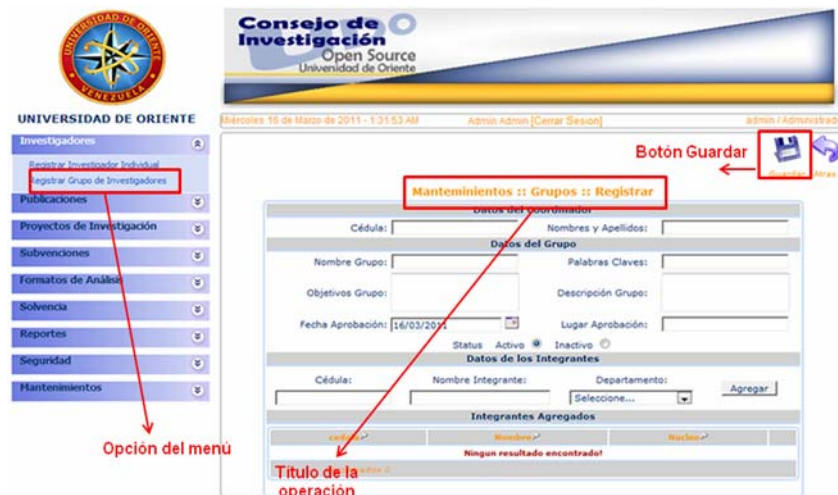 UNIVERSIDAD DE ORIENTE
VENEZUELA
UNIVERSIDAD DE ORIENTE
Consejo de
Investigación
Open Source
Universidad de Oriente
Miércoles 16 de Marzo de 2011 - 1:31:53 AM Admin Admin [Cerrar Sesion] admin / Administrad
Investigadores
Registrar Investigador Individual
Registrar Grupo de Investigadores
Publicaciones
Proyectos de Investigación
Subvenciones
Formatos de Análisis
Solvencia
Reportes
Seguridad
Mantenimientos
Opción del menú
Botón Guardar
Guardar Atras
Manteminientos :: Grupos :: Registrar
Datos del Coordinador
Cédula: Nombres y Apellidos:
Datos del Grupo
Nombre Grupo: Palabras Claves:
Objetivos Grupo: Descripción Grupo:
Fecha Aprobación: 16/03/2011 Lugar Aprobación:
Status Activo Inactivo
Datos de los Integrantes
Cédula: Nombre Integrante: Departamento:
Seleccione... Agregar
Integrantes Agregados
cedula Nombre Nucleo
Ningun resultado encontrado!
Título de la
operación